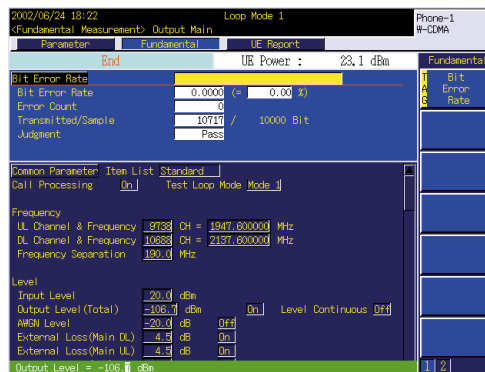 2002/06/24 18:22 Loop Mode 1 Phone-1
<Fundamental Measurement> Output Main W-CDMA
Parameter Fundamental UE Report
End UE Power : 23.1 dBm Fundamental
Bit Error Rate
Bit Error Rate 0.0000 (= 0.00 %)
Error Count 0
Transmitted/Sample 10717 / 10000 Bit
Judgment Pass
T A G Bit Error Rate
Common Parameter Item List Standard
Call Processing On Test Loop Mode Mode 1
Frequency
UL Channel & Frequency 9738 CH = 1947.600000 MHz
DL Channel & Frequency 10688 CH = 2137.600000 MHz
Frequency Separation 190.0 MHz
Level
Input Level 20.0 dBm
Output Level(Total) -106.7 dBm On Level Continuous Off
AWGN Level -20.0 dB Off
External Loss(Main DL) 4.5 dB On
External Loss(Main UL) 4.5 dB On
Output Level = -106.7 dBm 1 2